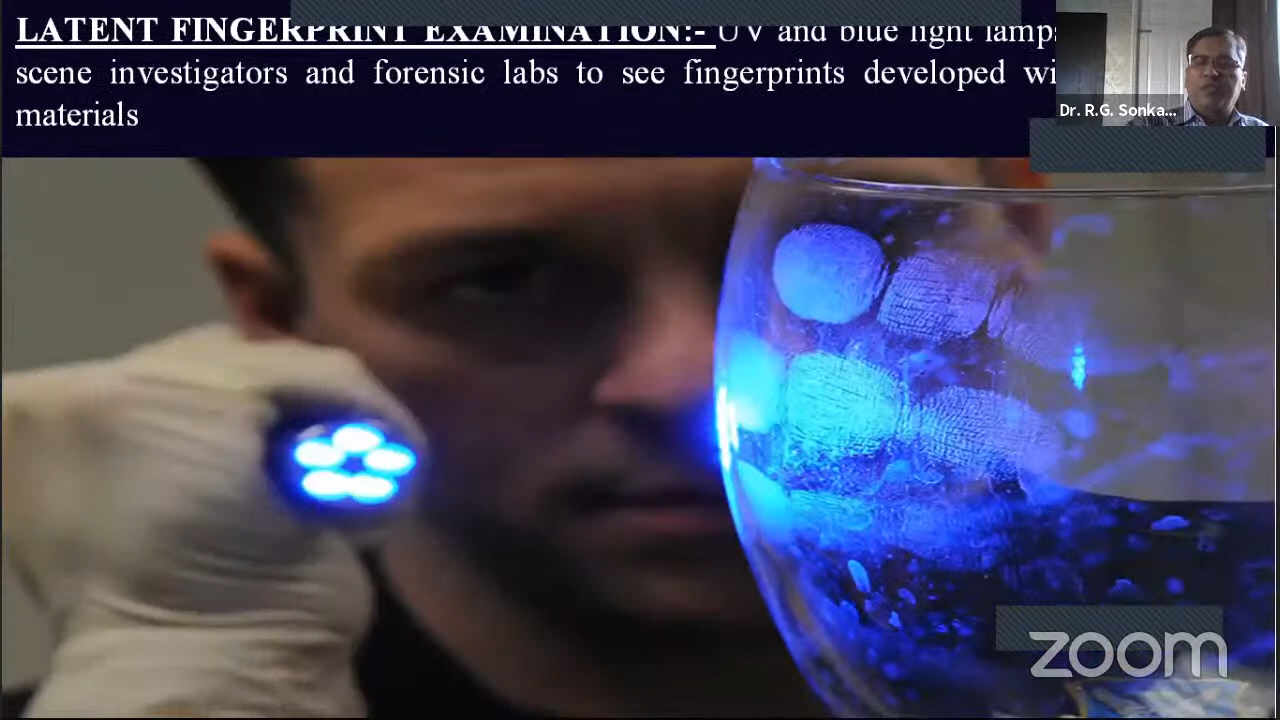 LATENT FINGERPRINT EXAMINATION:- UV and blue light lamps
scene investigators and forensic labs to see fingerprints developed
materials
Dr. R.G. Sonka...
zoom